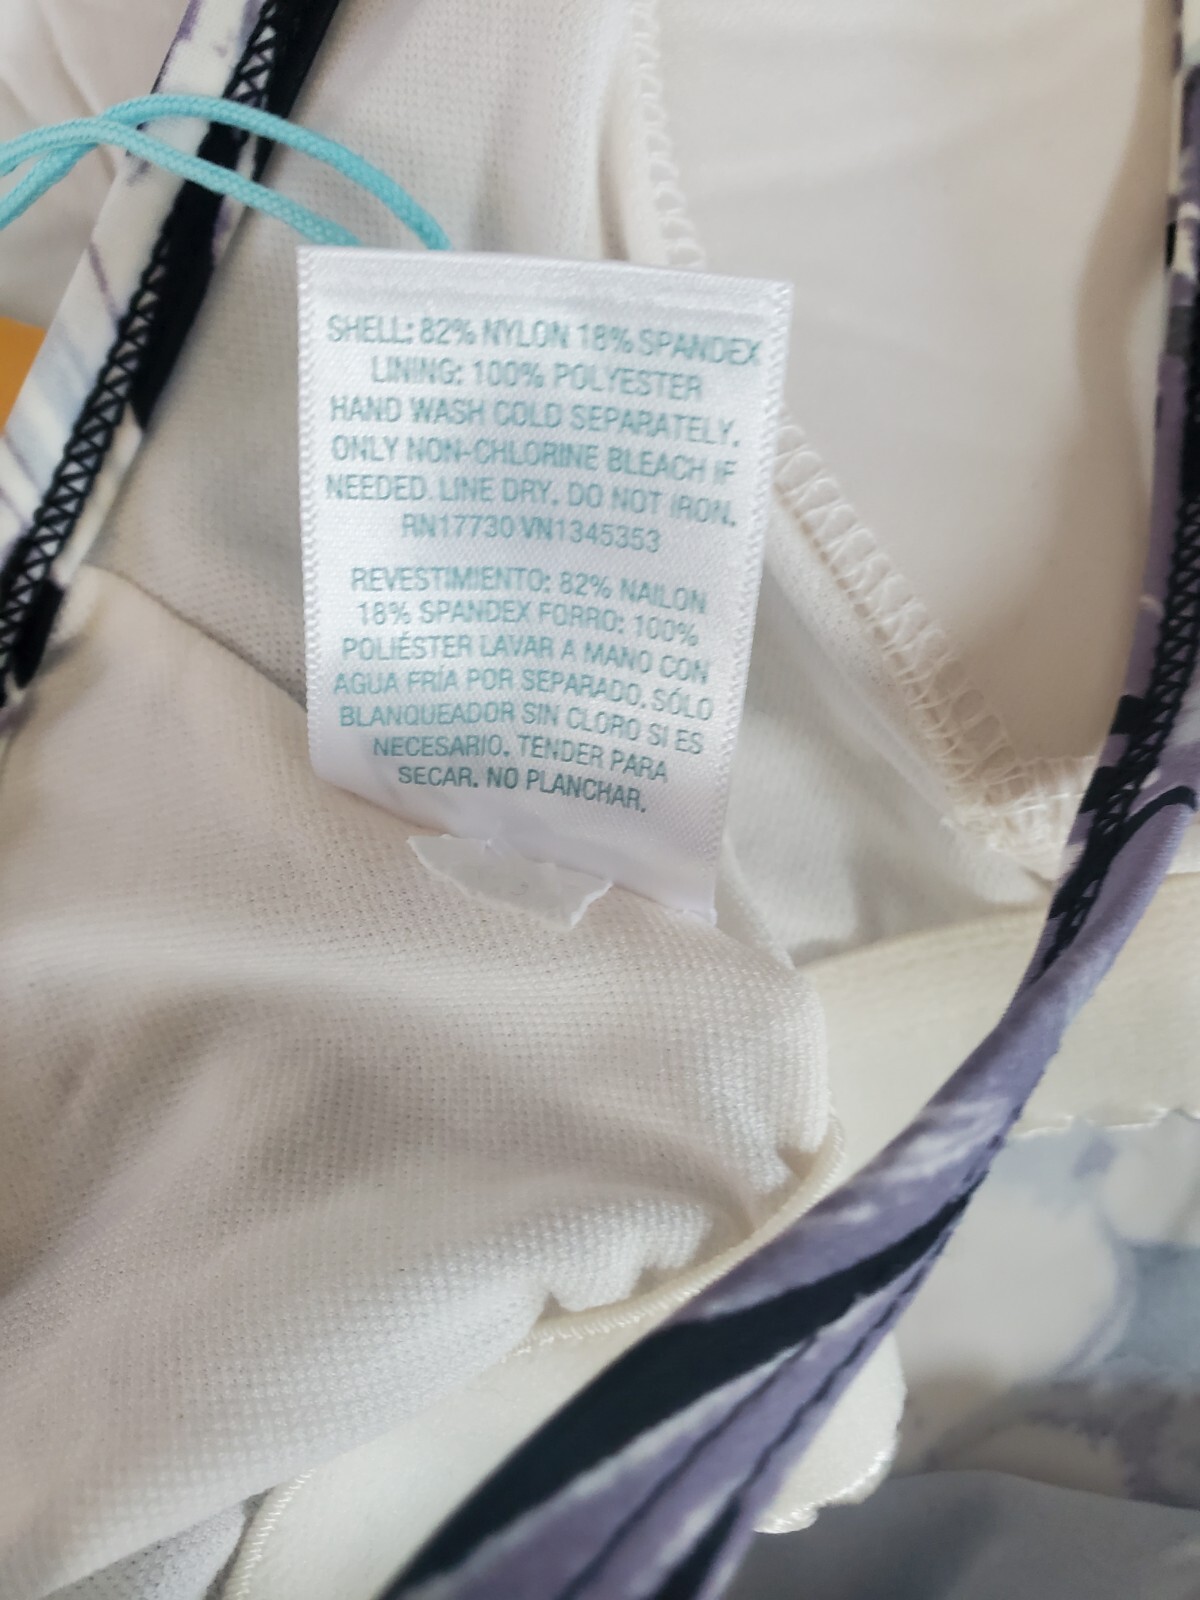 SHELL: 82% NYLON 18% SPANDEX
LINING: 100% POLYESTER
HAND WASH COLD SEPARATELY.
ONLY NON-CHLORINE BLEACH IF
NEEDED. LINE DRY. DO NOT IRON.
RN17730 VN1345353
REVESTIMIENTO: 82% NAILON
18% SPANDEX FORRO: 100%
POLIÉSTER LAVAR A MANO CON
AGUA FRÍA POR SEPARADO. SÓLO
BLANQUEADOR SIN CLORO SI ES
NECESARIO. TENDER PARA
SECAR. NO PLANCHAR.